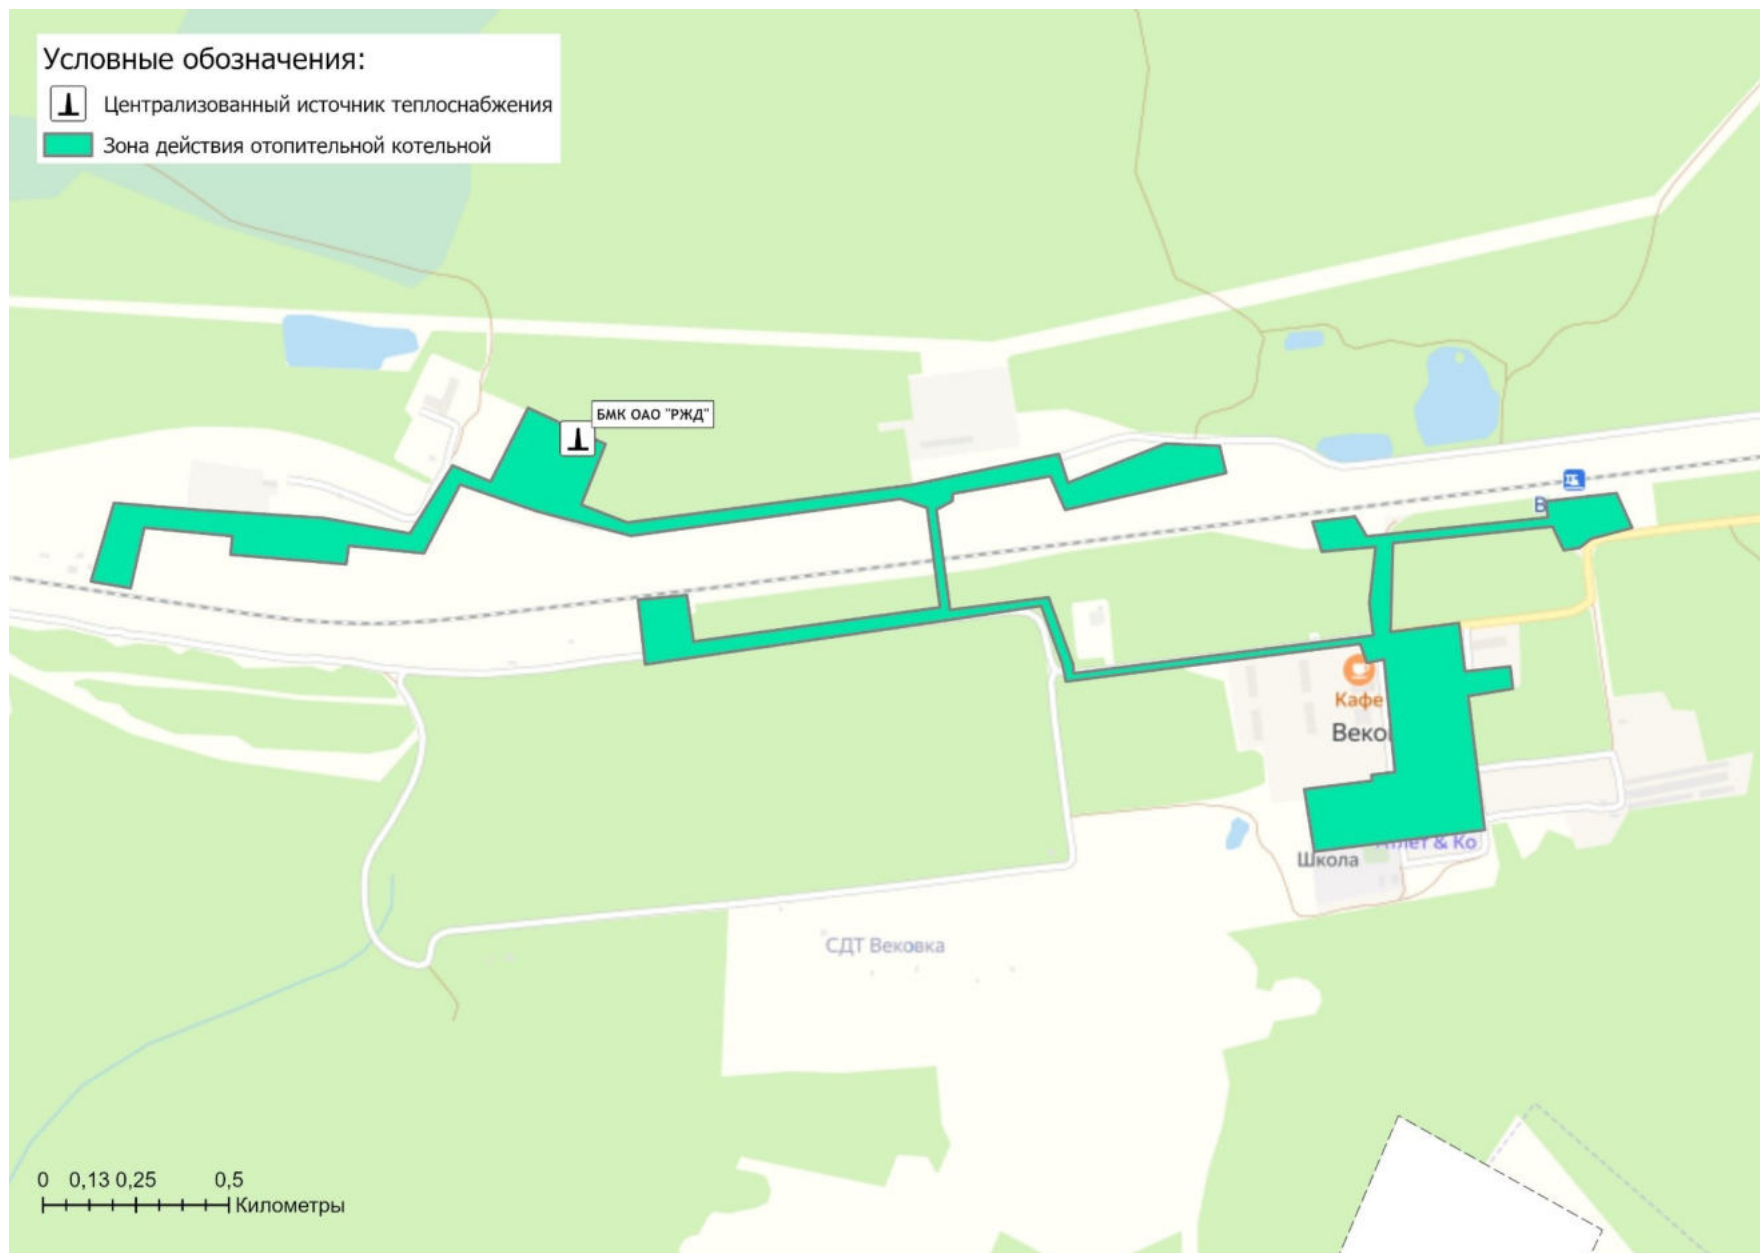 Условные обозначения:
Централизованный источник теплоснабжения
Зона действия отопительной котельной
БМК ОАО "РЖД"
В
Кафе
Веко
Школа
& Ко
СДТ Вековка
0 0,13 0,25 0,5
Километры